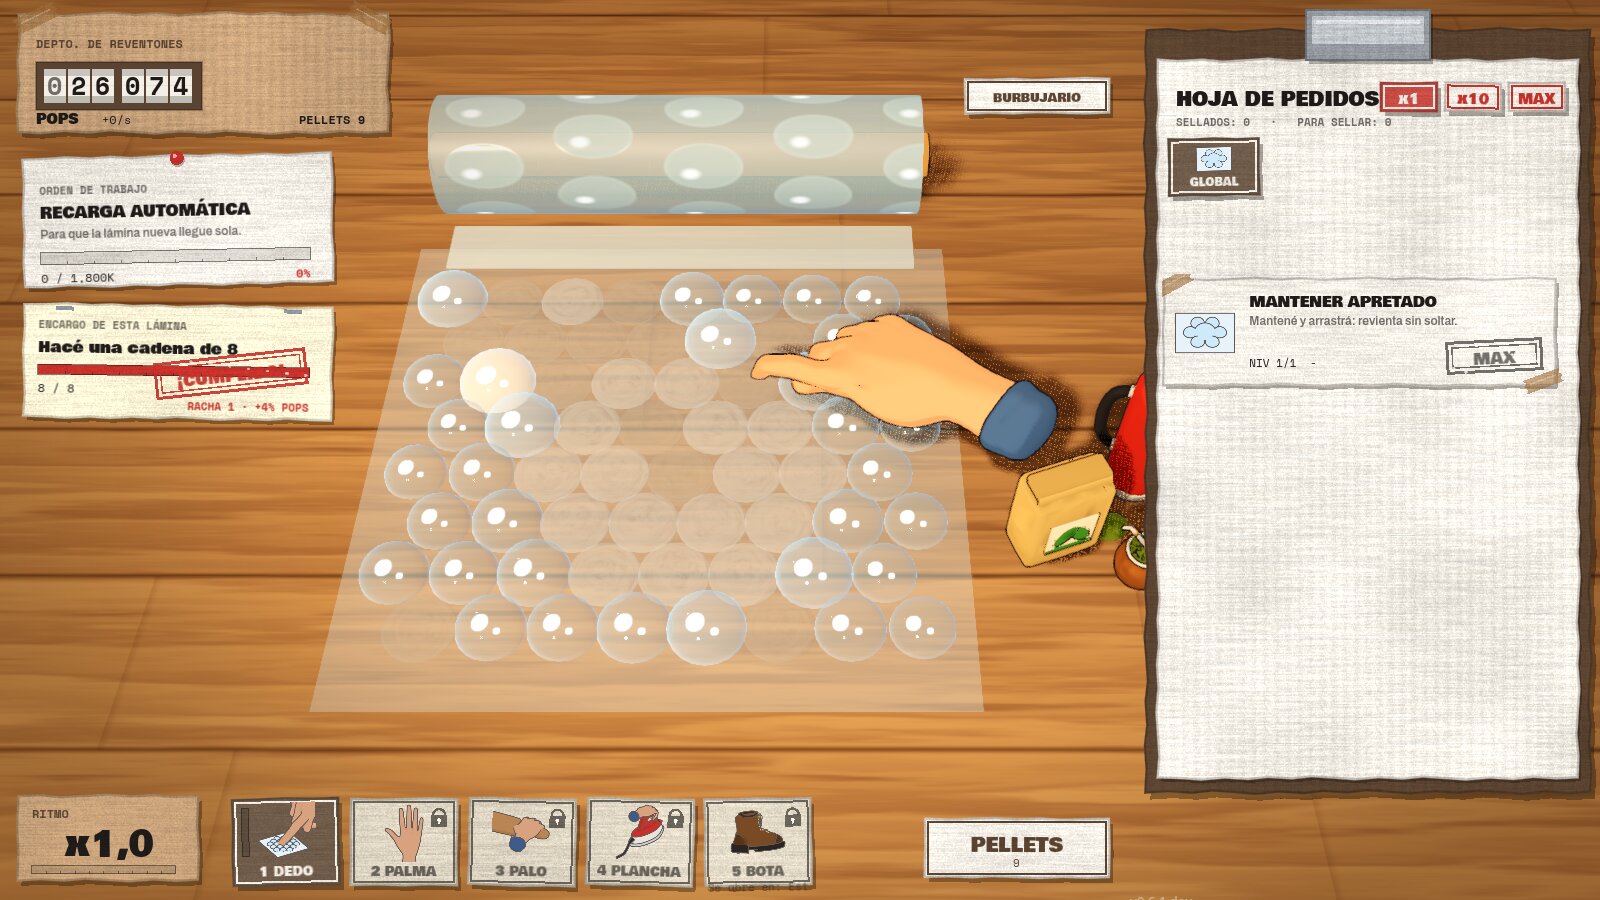 DEPTO. DE REVENTONES
026 074
POPS +0/s PELLETS 9
ORDEN DE TRABAJO
RECARGA AUTOMÁTICA
Para que la lámina nueva llegue sola.
0 / 1.800K 0%
ENCARGO DE ESTA LÁMINA
Hacé una cadena de 8
8 / 8
RACHA 1 · +4% POPS
BURBUJARIO
HOJA DE PEDIDOS x1 x10 MAX
SELLADOS: 0 · PARA SELLAR: 0
GLOBAL
MANTENER APRETADO
Mantené y arrastrá: revienta sin soltar.
NIV 1/1 - MAX
RITMO
x1,0
1 DEDO
2 PALMA
3 PALO
4 PLANCHA
5 BOTA
PELLETS
9